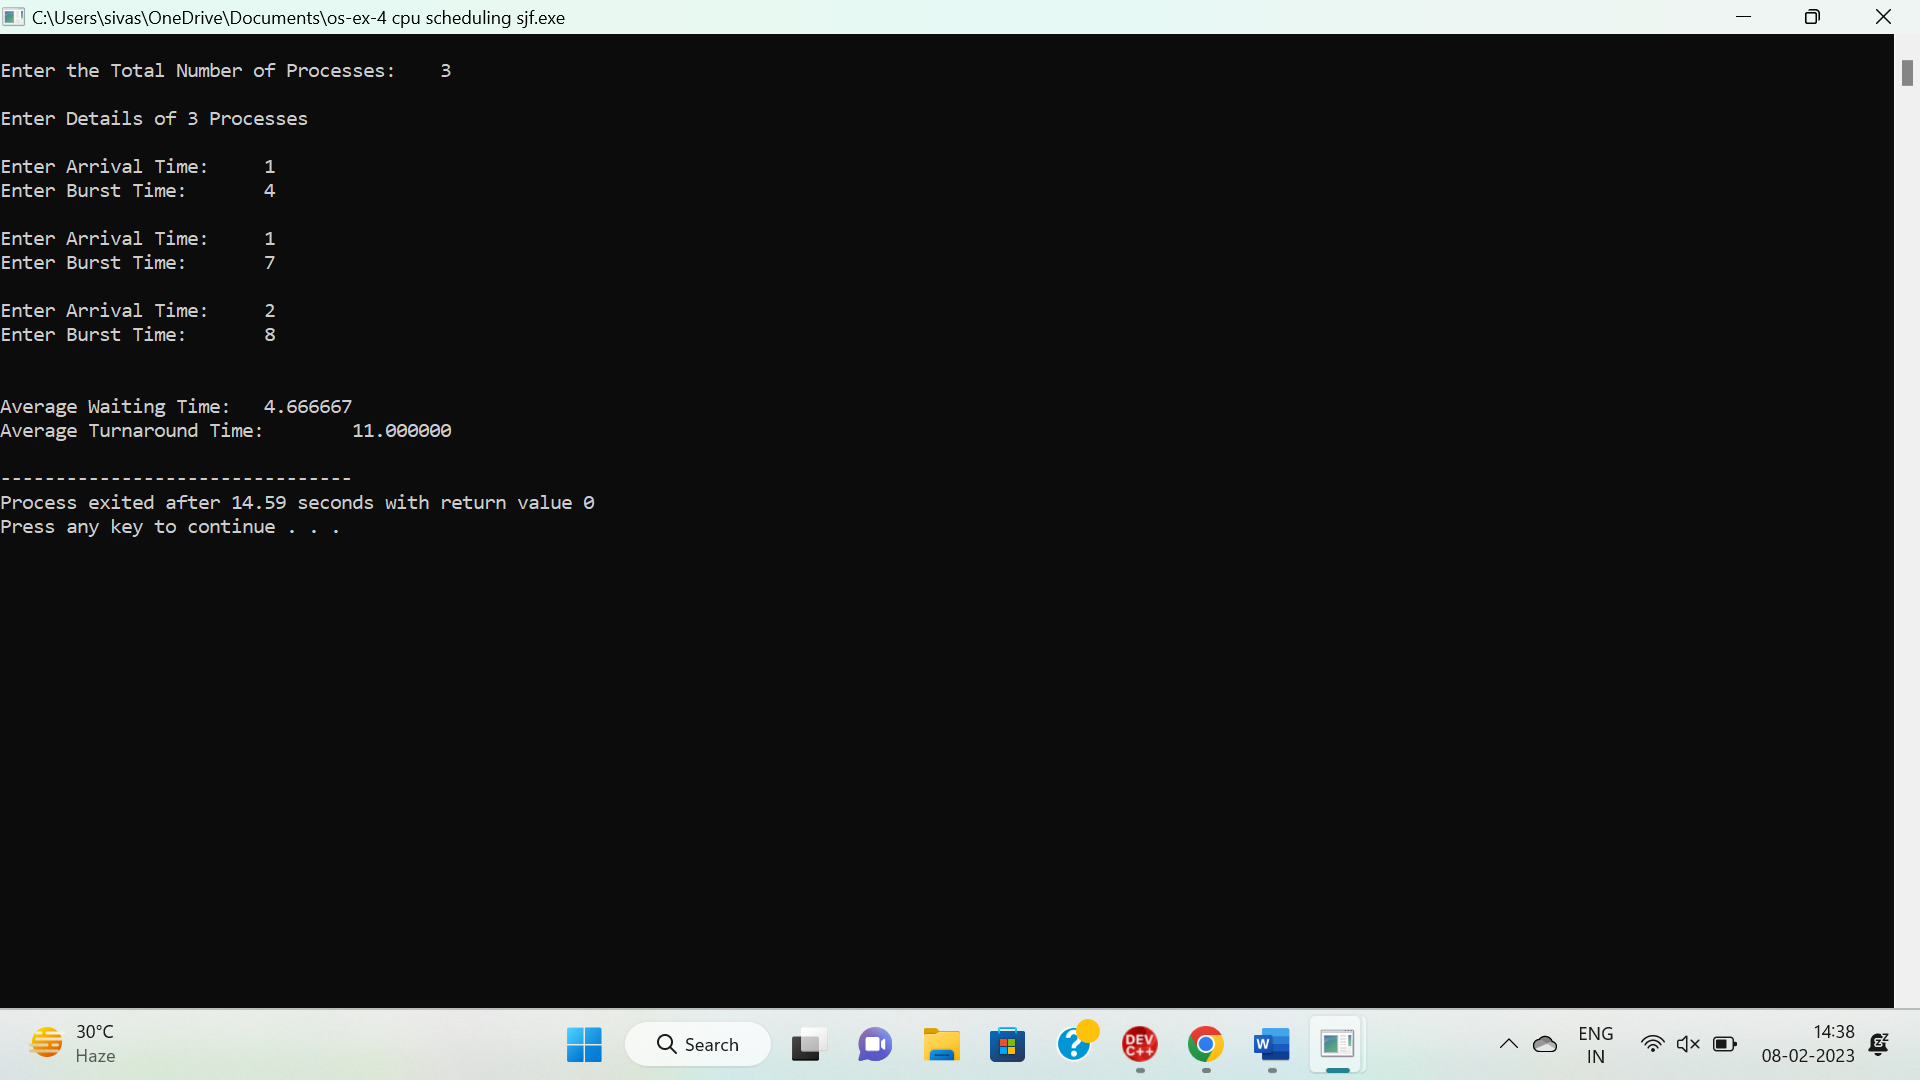 C:\Users\sivas\OneDrive\Documents\os-ex-4 cpu scheduling sjf.exe
Enter the Total Number of Processes:    3
Enter Details of 3 Processes
Enter Arrival Time:     1
Enter Burst Time:       4
Enter Arrival Time:     1
Enter Burst Time:       7
Enter Arrival Time:     2
Enter Burst Time:       8
Average Waiting Time:   4.666667
Average Turnaround Time:        11.000000
--------------------------------
Process exited after 14.59 seconds with return value 0
Press any key to continue . . .
30°C
Haze
Search
DEV
C++
W
ENG
IN
14:38
08-02-2023